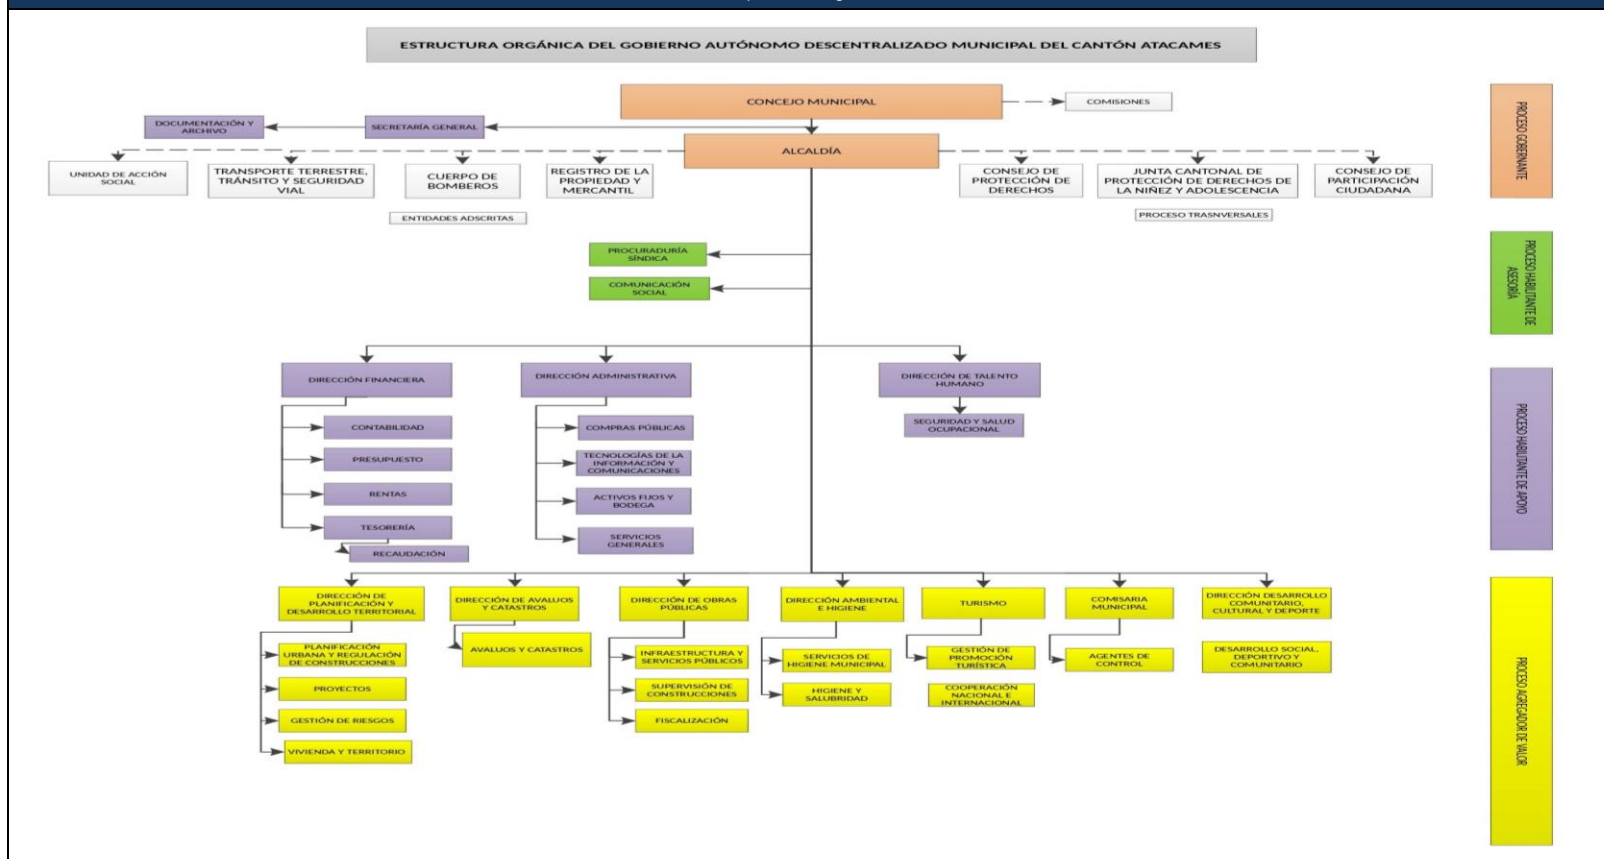 ESTRUCTURA ORGÁNICA DEL GOBIERNO AUTÓNOMO DESCENTRALIZADO MUNICIPAL DEL CANTÓN ATACAMES
CONCEJO MUNICIPAL
COMISIONES
DOCUMENTACIÓN Y
ARCHIVO
SECRETARÍA GENERAL
ALCALDÍA
UNIDAD DE ACCIÓN
SOCIAL
TRANSPORTE TERRESTRE,
TRÁNSITO Y SEGURIDAD
VIAL
CUERPO DE
BOMBEROS
REGISTRO DE LA
PROPIEDAD Y
MERCANTIL
CONSEJO DE
PROTECCIÓN DE
DERECHOS
JUNTA CANTONAL DE
PROTECCIÓN DE DERECHOS DE
LA NIÑEZ Y ADOLESCENCIA
CONSEJO DE
PARTICIPACIÓN
CIUDADANA
ENTIDADES ADSCRITAS
PROCESO TRASNVERSALES
PROCESO GOBERNANTE
PROCURADURÍA
SÍNDICA
COMUNICACIÓN
SOCIAL
PROCESO HABILITANTE DE
ASESORÍA
DIRECCIÓN FINANCIERA
CONTABILIDAD
PRESUPUESTO
RENTAS
TESORERÍA
RECAUDACIÓN
DIRECCIÓN ADMINISTRATIVA
COMPRAS PÚBLICAS
TECNOLOGÍAS DE LA
INFORMACIÓN Y
COMUNICACIONES
ACTIVOS FIJOS Y
BODEGA
SERVICIOS
GENERALES
DIRECCIÓN DE TALENTO
HUMANO
SEGURIDAD Y SALUD
OCUPACIONAL
PROCESO HABILITANTE DE APOYO
DIRECCIÓN DE
PLANIFICACIÓN Y
DESARROLLO TERRITORIAL
PLANIFICACIÓN
URBANA Y REGULACIÓN
DE CONSTRUCCIONES
PROYECTOS
GESTIÓN DE RIESGOS
VIVIENDA Y TERRITORIO
DIRECCIÓN DE AVALUOS
Y CATASTROS
AVALUOS Y CATASTROS
DIRECCIÓN DE OBRAS
PÚBLICAS
INFRAESTRUCTURA Y
SERVICIOS PÚBLICOS
SUPERVISIÓN DE
CONSTRUCCIONES
FISCALIZACIÓN
DIRECCIÓN AMBIENTAL
E HIGIENE
SERVICIOS DE
HIGIENE MUNICIPAL
HIGIENE Y
SALUBRIDAD
TURISMO
GESTIÓN DE
PROMOCIÓN
TURÍSTICA
COOPERACIÓN
NACIONAL E
INTERNACIONAL
COMISARIA
MUNICIPAL
AGENTES DE
CONTROL
DIRECCIÓN DESARROLLO
COMUNITARIO,
CULTURAL Y DEPORTE
DESARROLLO SOCIAL,
DEPORTIVO Y
COMUNITARIO
PROCESO AGREGADOR DE VALOR